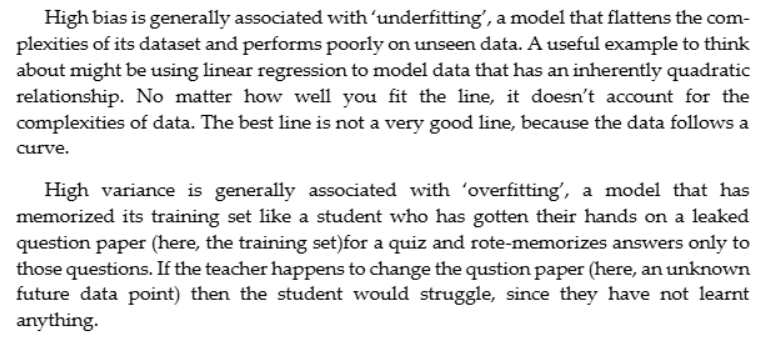 High bias is generally associated with ‘underfitting’, a model that flattens the com-
plexities of its dataset and performs poorly on unseen data. A useful example to think
about might be using linear regression to model data that has an inherently quadratic
relationship. No matter how well you fit the line, it doesn’t account for the
complexities of data. The best line is not a very good line, because the data follows a
curve.
High variance is generally associated with ‘overfitting’, a model that has
memorized its training set like a student who has gotten their hands on a leaked
question paper (here, the training set)for a quiz and rote-memorizes answers only to
those questions. If the teacher happens to change the qustion paper (here, an unknown
future data point) then the student would struggle, since they have not learnt
anything.